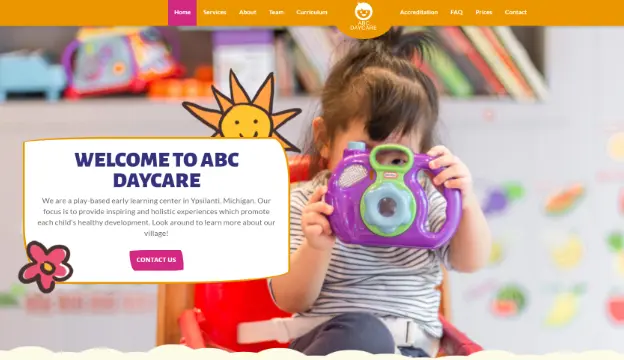 Home Services About Team Curriculum ABC DAYCARE Accreditation FAQ Prices Contact
WELCOME TO ABC
DAYCARE
We are a play-based early learning center in Ypsilanti, Michigan. Our
focus is to provide inspiring and holistic experiences which promote
each child's healthy development. Look around to learn more about our
village!
CONTACT US